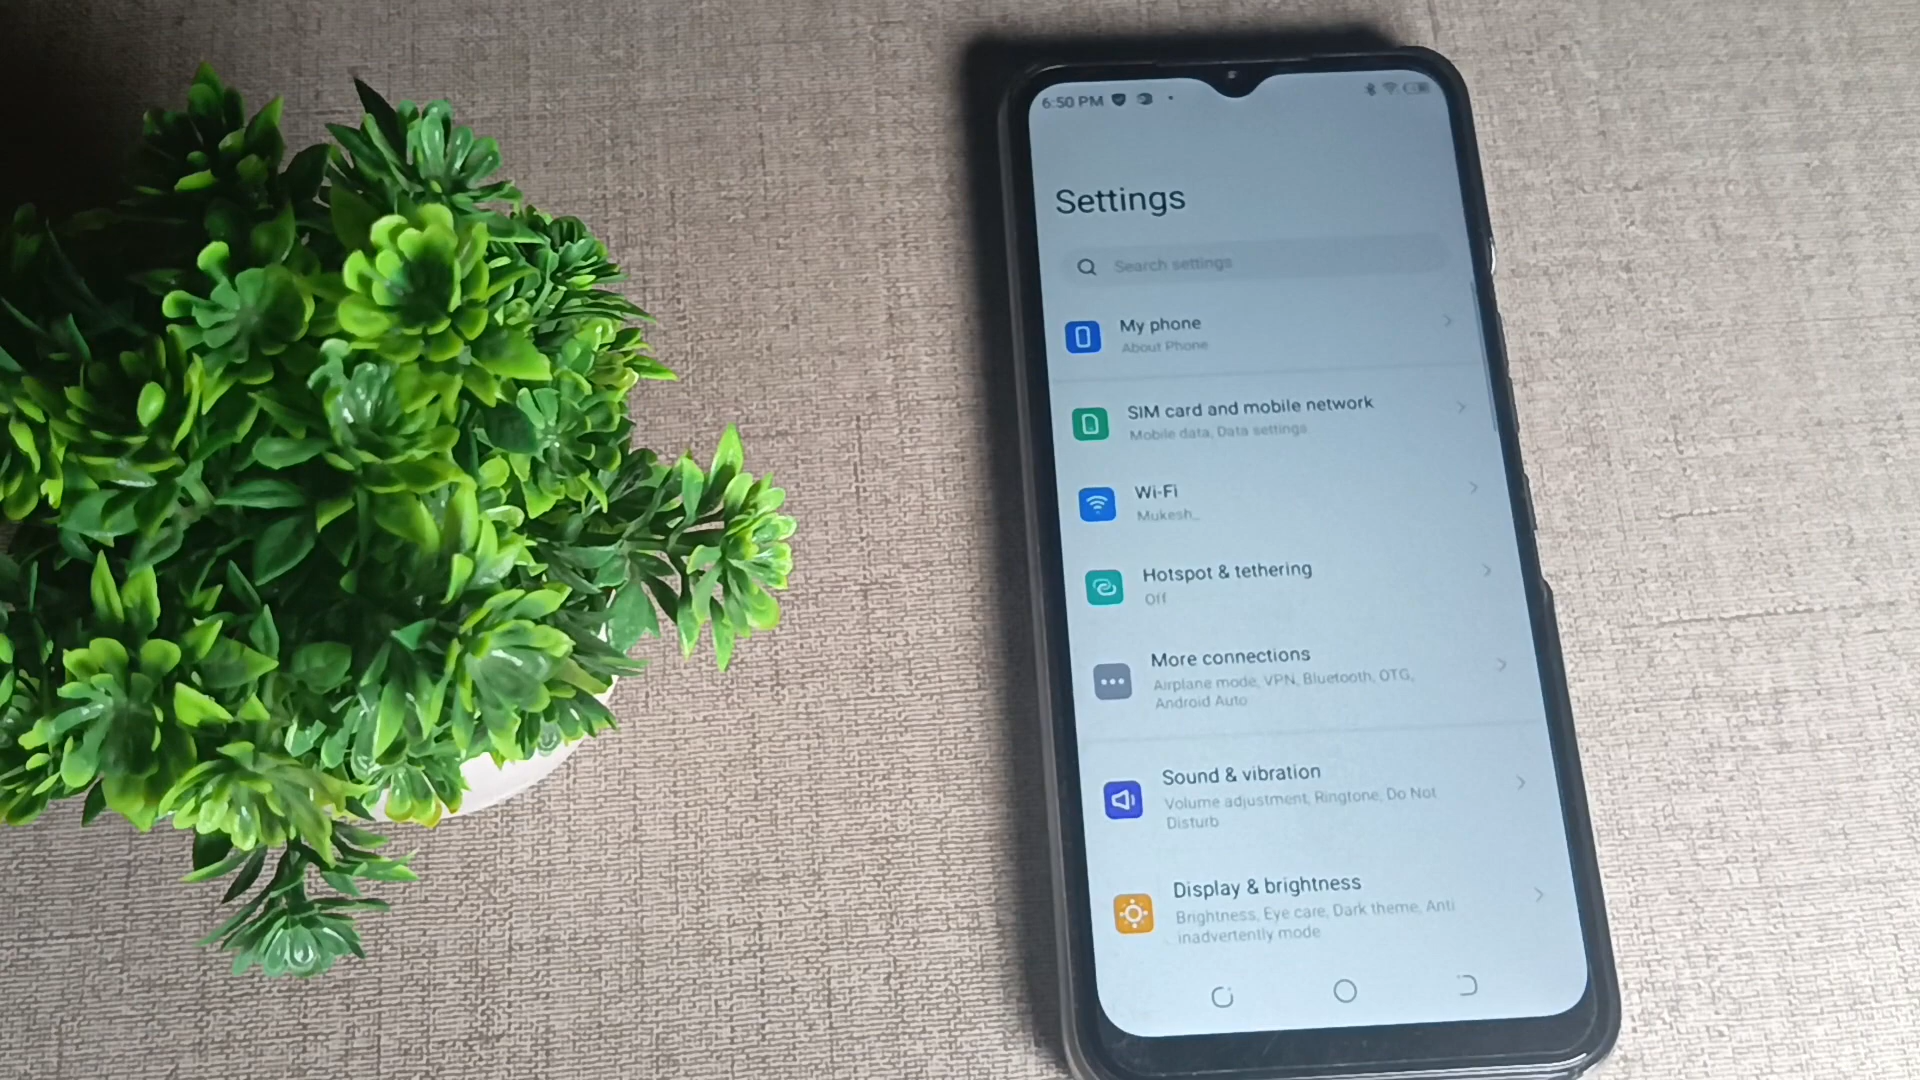 6:50 PM
Settings
Search settings
My phone
About Phone
SIM card and mobile network
Mobile data, Data settings
Wi-Fi
Mukesh_
Hotspot & tethering
Off
More connections
Airplane mode, VPN, Bluetooth, OTG,
Android Auto
Sound & vibration
Volume adjustment, Ringtone, Do Not
Disturb
Display & brightness
Brightness, Eye care, Dark theme, Anti
inadvertently mode